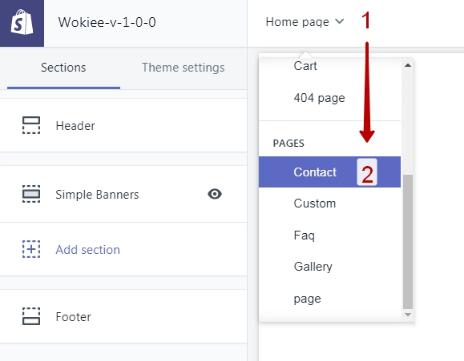 Wokiee-v-1-0-0
Home page
1
Sections
Theme settings
Header
Simple Banners
Add section
Footer
Cart
404 page
PAGES
Contact
2
Custom
Faq
Gallery
page